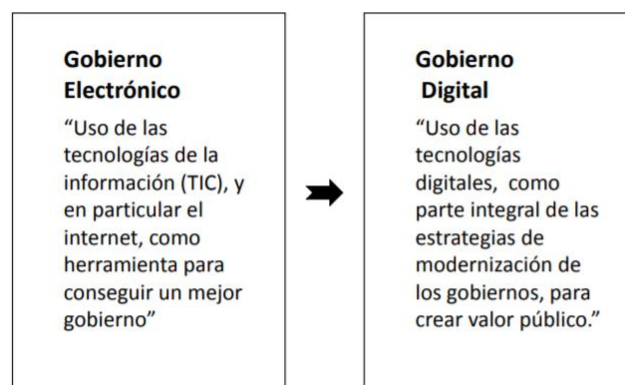 Gobierno
Electrónico
“Uso de las
tecnologías de la
información (TIC), y
en particular el
internet, como
herramienta para
conseguir un mejor
gobierno”
Gobierno
Digital
“Uso de las
tecnologías
digitales, como
parte integral de las
estrategias de
modernización de
los gobiernos, para
crear valor público.”